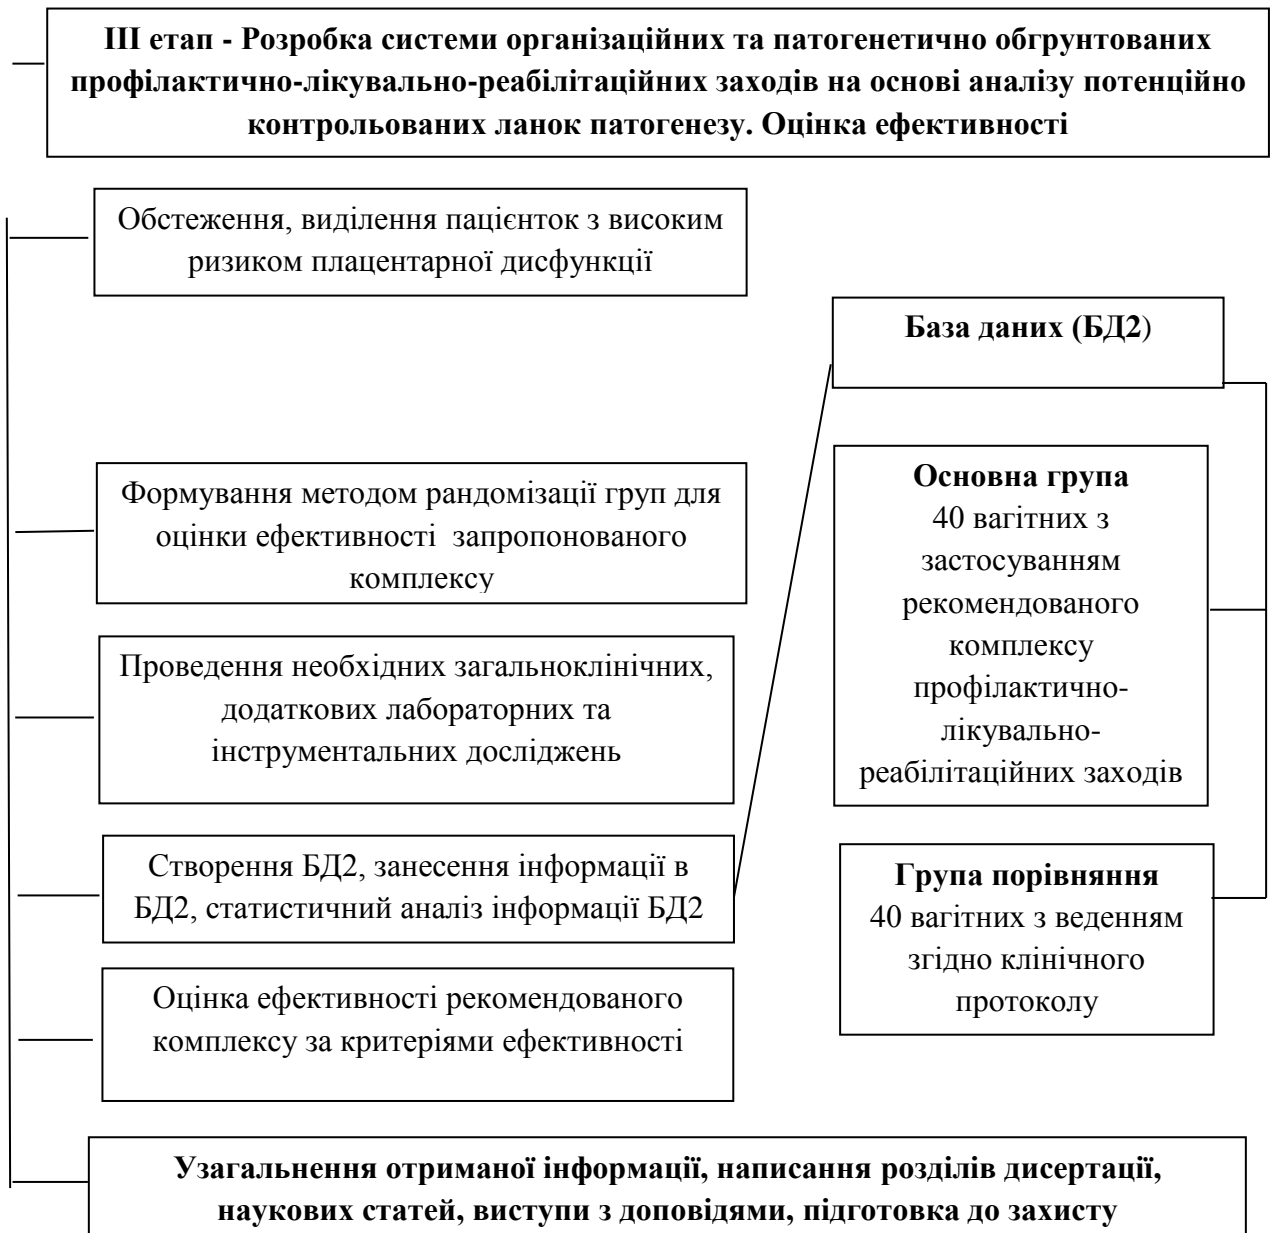 ІІІ етап - Розробка системи організаційних та патогенетично обгрунтованих
профілактично-лікувально-реабілітаційних заходів на основі аналізу потенційно
контрольованих ланок патогенезу. Оцінка ефективності
Обстеження, виділення пацієнток з високим
ризиком плацентарної дисфункції
Формування методом рандомізації груп для
оцінки ефективності запропонованого
комплексу
Проведення необхідних загальноклінічних,
додаткових лабораторних та
інструментальних досліджень
Створення БД2, занесення інформації в
БД2, статистичний аналіз інформації БД2
Оцінка ефективності рекомендованого
комплексу за критеріями ефективності
База даних (БД2)
Основна група
40 вагітних з
застосуванням
рекомендованого
комплексу
профілактично-
лікувально-
реабілітаційних заходів
Група порівняння
40 вагітних з веденням
згідно клінічного
протоколу
Узагальнення отриманої інформації, написання розділів дисертації,
наукових статей, виступи з доповідями, підготовка до захисту